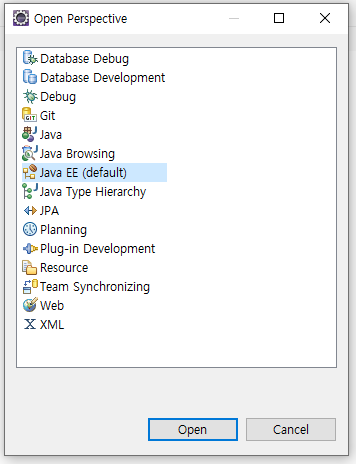 Open Perspective
Database Debug
Database Development
Debug
Git
Java
Java Browsing
Java EE (default)
Java Type Hierarchy
JPA
Planning
Plug-in Development
Resource
Team Synchronizing
Web
XML
Open
Cancel